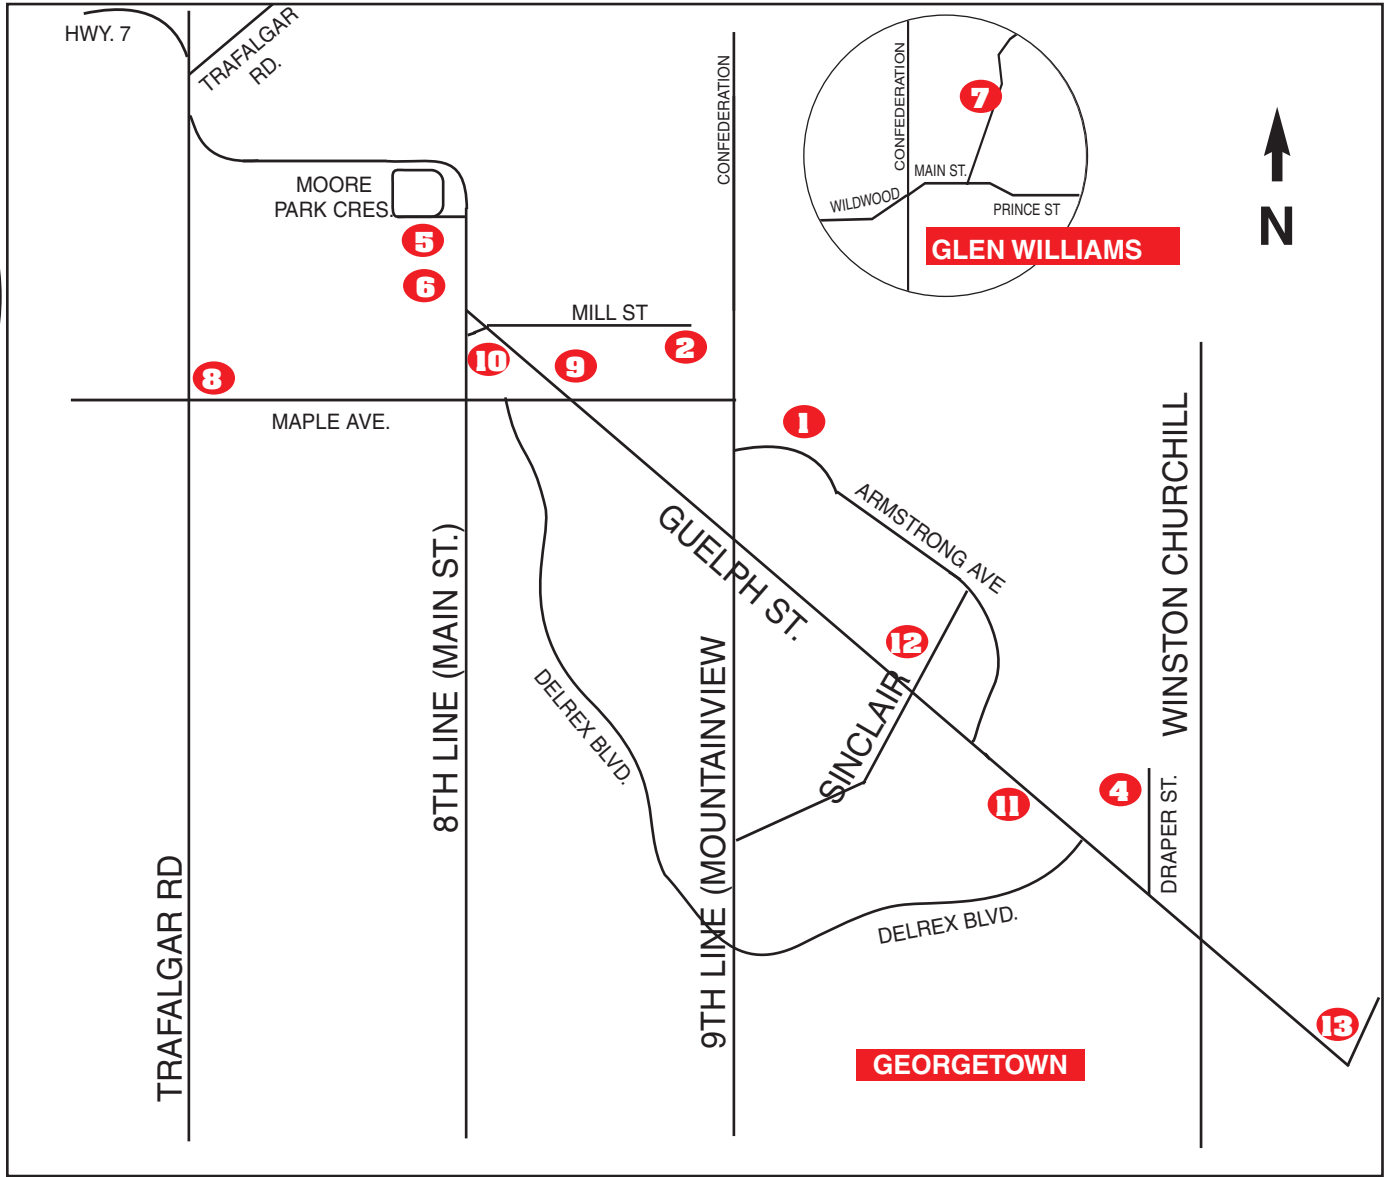 HWY. 7
TRAFALGAR
RD.
CONFEDERATION
CONFEDERATION
7
MAIN ST.
WILDWOOD
PRINCE ST
GLEN WILLIAMS
N
MOORE
PARK CRES.
5
6
MILL ST
10
9
2
8
MAPLE AVE.
1
ARMSTRONG AVE
WINSTON CHURCHILL
GUELPH ST.
8TH LINE (MAIN ST.)
12
SINCLAIR
DELREX BLVD.
9TH LINE (MOUNTAINVIEW
11
4
DRAPER ST.
TRAFALGAR RD
DELREX BLVD.
13
GEORGETOWN